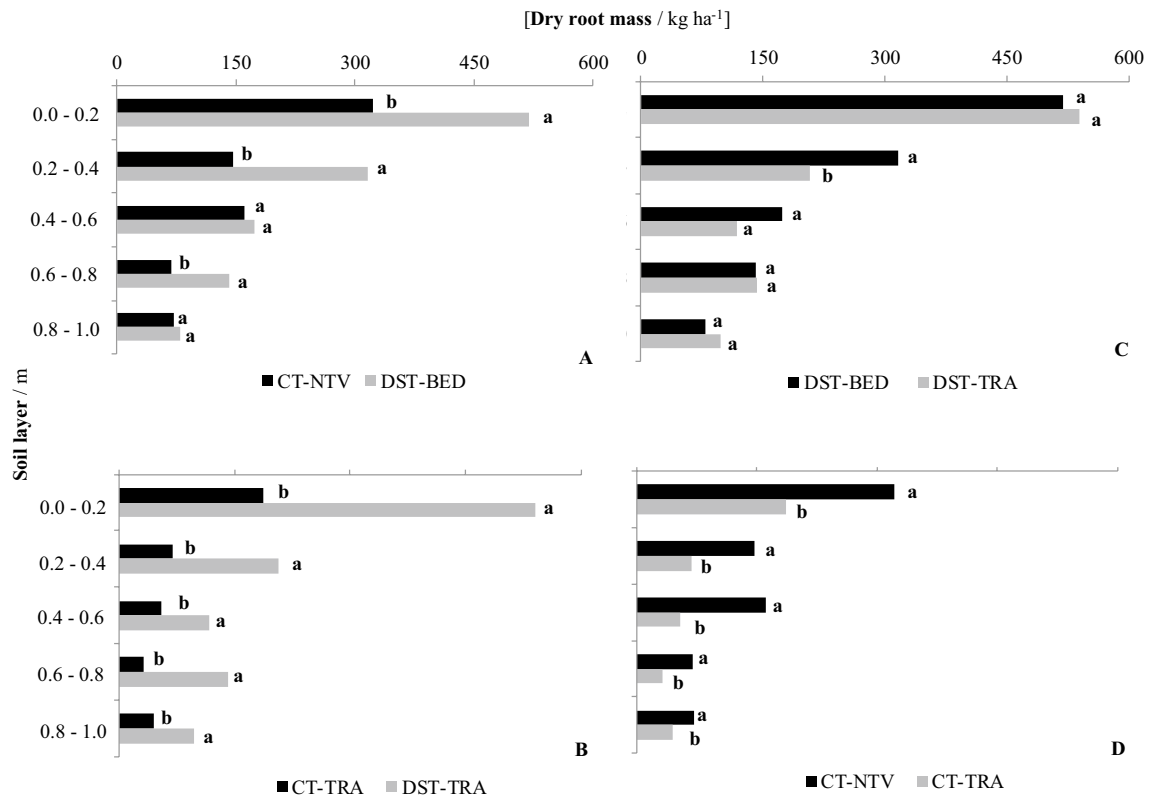 [Dry root mass / kg ha-1]
0 150 300 450 600
0.0 - 0.2 b
a
0.2 - 0.4 b
a
0.4 - 0.6 a
a
0.6 - 0.8 b
a
0.8 - 1.0 a
a
A
CT-NTV DST-BED
0 150 300 450 600
a
a
a
b
a
a
a
a
a
a
C
DST-BED DST-TRA
Soil layer / m
0.0 - 0.2 b
a
0.2 - 0.4 b
a
0.4 - 0.6 b
a
0.6 - 0.8 b
a
0.8 - 1.0 b
a
B
CT-TRA DST-TRA
a
b
a
b
a
b
a
b
a
b
D
CT-NTV CT-TRA